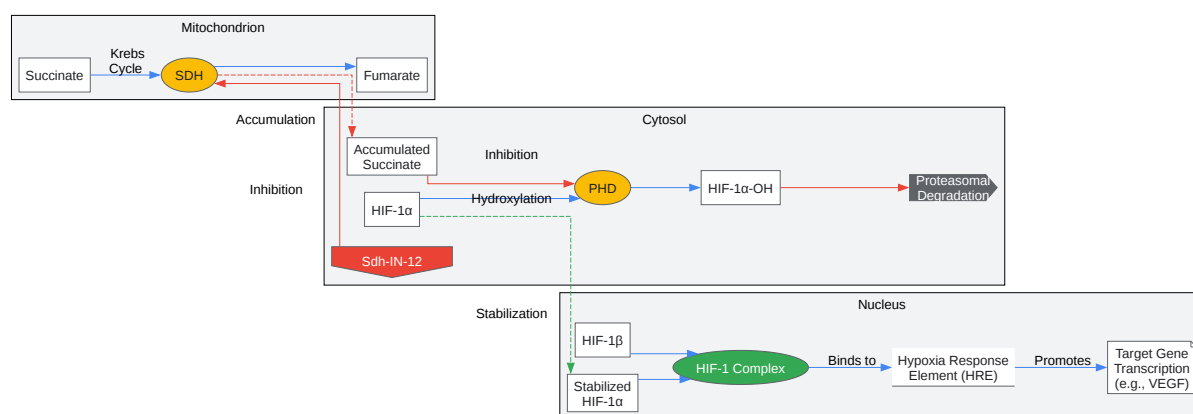 Mitochondrion
Krebs
Cycle
Succinate
SDH
Fumarate
Accumulation
Cytosol
Accumulated
Succinate
Inhibition
Inhibition
PHD
HIF-1α-OH
Proteasomal
Degradation
Hydroxylation
HIF-1α
Sdh-IN-12
Stabilization
Nucleus
HIF-1β
HIF-1 Complex
Binds to
Hypoxia Response
Element (HRE)
Promotes
Target Gene
Transcription
(e.g., VEGF)
Stabilized
HIF-1α